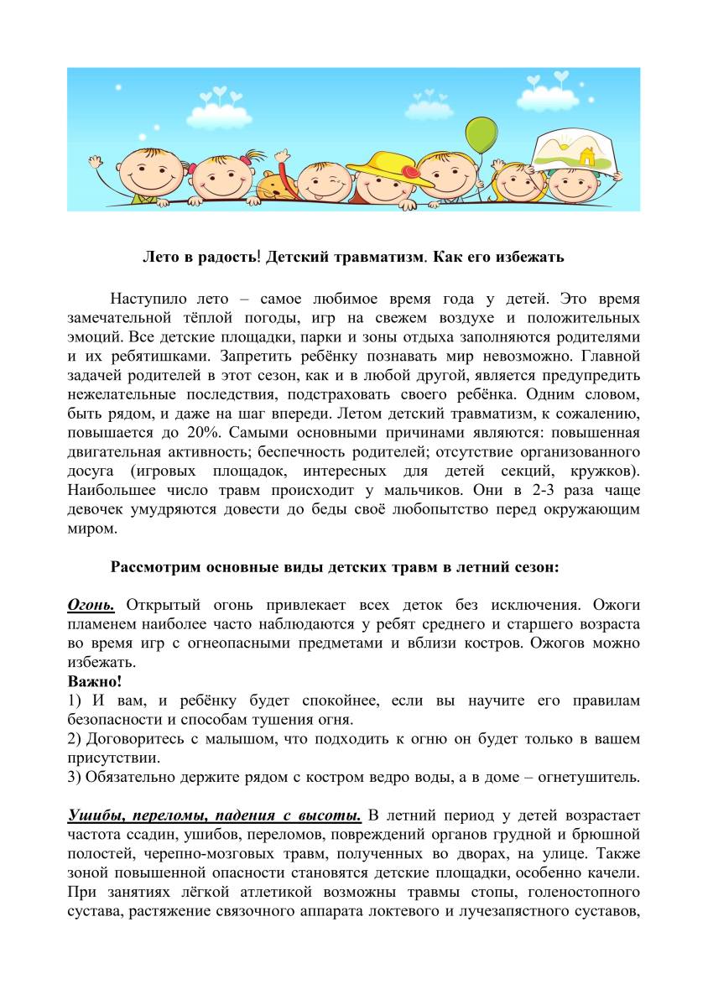 Лето в радость! Детский травматизм. Как его избежать
Наступило лето – самое любимое время года у детей. Это время
замечательной тёплой погоды, игр на свежем воздухе и положительных
эмоций. Все детские площадки, парки и зоны отдыха заполняются родителями
и их ребятишками. Запретить ребёнку познавать мир невозможно. Главной
задачей родителей в этот сезон, как и в любой другой, является предупредить
нежелательные последствия, подстраховать своего ребёнка. Одним словом,
быть рядом, и даже на шаг впереди. Летом детский травматизм, к сожалению,
повышается до 20%. Самыми основными причинами являются: повышенная
двигательная активность; беспечность родителей; отсутствие организованного
досуга (игровых площадок, интересных для детей секций, кружков).
Наибольшее число травм происходит у мальчиков. Они в 2-3 раза чаще
девочек умудряются довести до беды своё любопытство перед окружающим
миром.
Рассмотрим основные виды детских травм в летний сезон:
Огонь. Открытый огонь привлекает всех деток без исключения. Ожоги
пламенем наиболее часто наблюдаются у ребят среднего и старшего возраста
во время игр с огнеопасными предметами и вблизи костров. Ожогов можно
избежать.
Важно!
1) И вам, и ребёнку будет спокойнее, если вы научите его правилам
безопасности и способам тушения огня.
2) Договоритесь с малышом, что подходить к огню он будет только в вашем
присутствии.
3) Обязательно держите рядом с костром ведро воды, а в доме – огнетушитель.
Ушибы, переломы, падения с высоты. В летний период у детей возрастает
частота ссадин, ушибов, переломов, повреждений органов грудной и брюшной
полостей, черепно-мозговых травм, полученных во дворах, на улице. Также
зоной повышенной опасности становятся детские площадки, особенно качели.
При занятиях лёгкой атлетикой возможны травмы стопы, голеностопного
сустава, растяжение связочного аппарата локтевого и лучезапястного суставов,